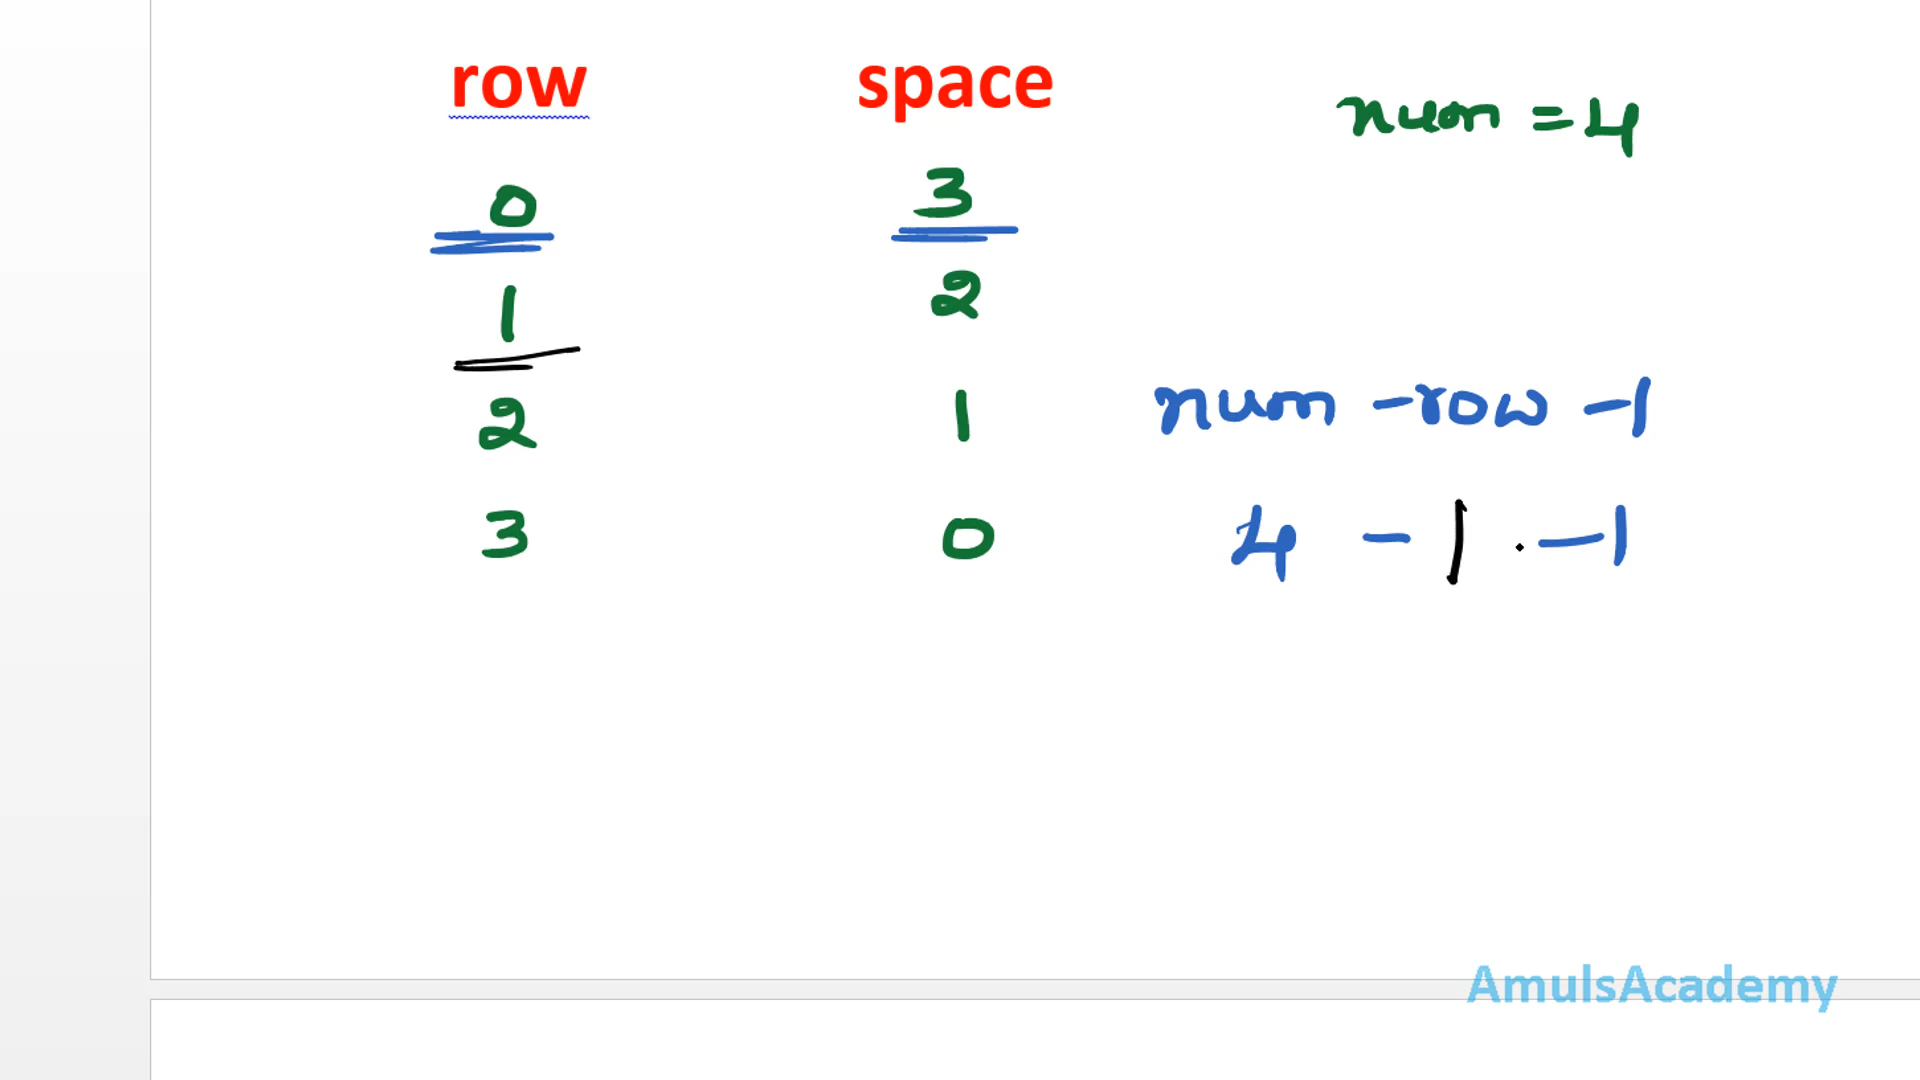 row space num = 4
0 3
1 2
2 1 num - row - 1
3 0 4 - 1 - 1
AmulsAcademy